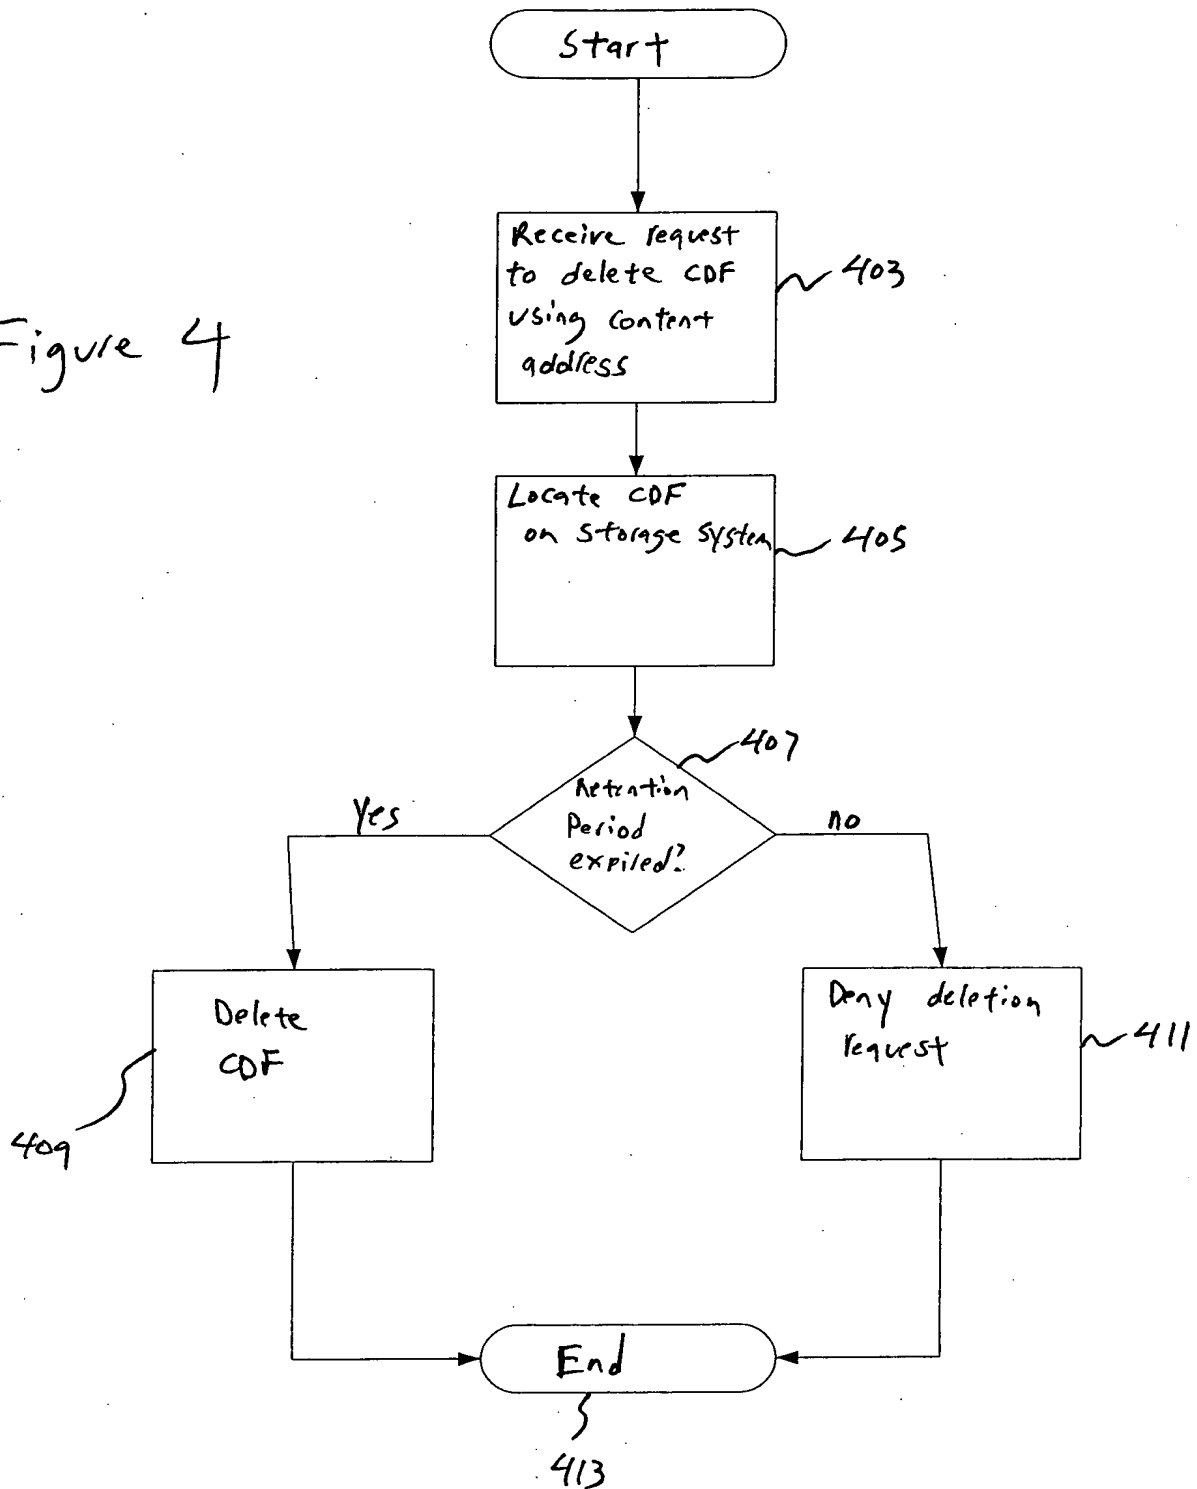 Start
Receive request
to delete CDF
using content
address
403
Figure 4
Locate CDF
on storage system
405
407
Retention
Period
expired?
Yes
no
Delete
CDF
409
Deny deletion
request
411
End
413